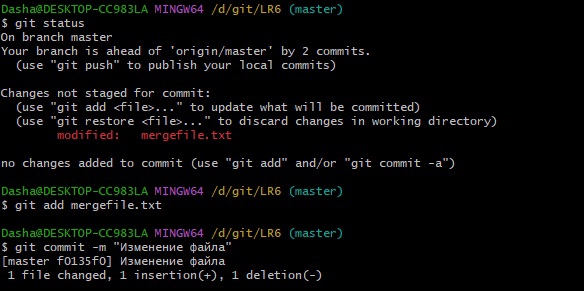 Dasha@DESKTOP-CC983LA MINGW64 /d/git/LR6 (master)
$ git status
On branch master
Your branch is ahead of 'origin/master' by 2 commits.
  (use "git push" to publish your local commits)

Changes not staged for commit:
  (use "git add <file>..." to update what will be committed)
  (use "git restore <file>..." to discard changes in working directory)
        modified:   mergefile.txt

no changes added to commit (use "git add" and/or "git commit -a")

Dasha@DESKTOP-CC983LA MINGW64 /d/git/LR6 (master)
$ git add mergefile.txt

Dasha@DESKTOP-CC983LA MINGW64 /d/git/LR6 (master)
$ git commit -m "Изменение файла"
[master f0135f0] Изменение файла
 1 file changed, 1 insertion(+), 1 deletion(-)